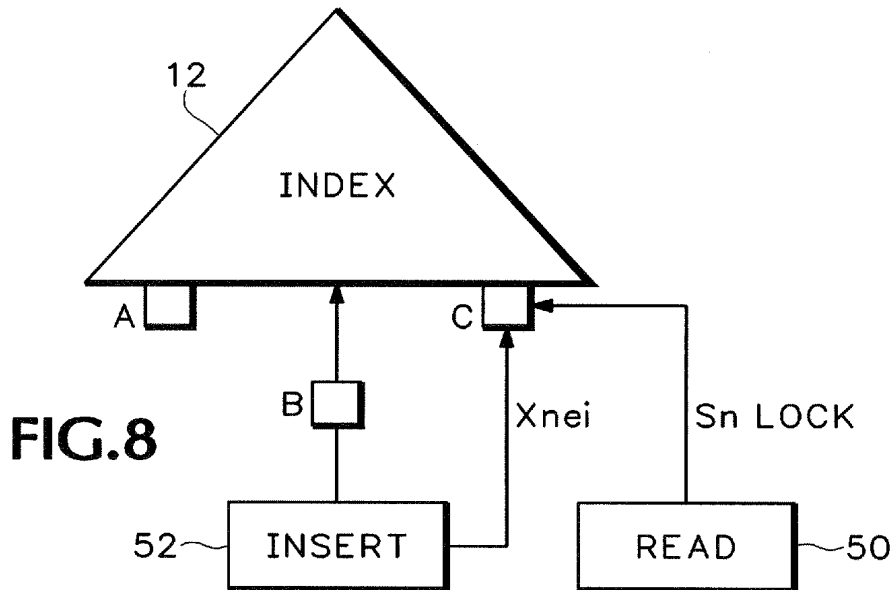 12
INDEX
A
C
B
Xnei
Sn LOCK
FIG.8
52
INSERT
READ
50